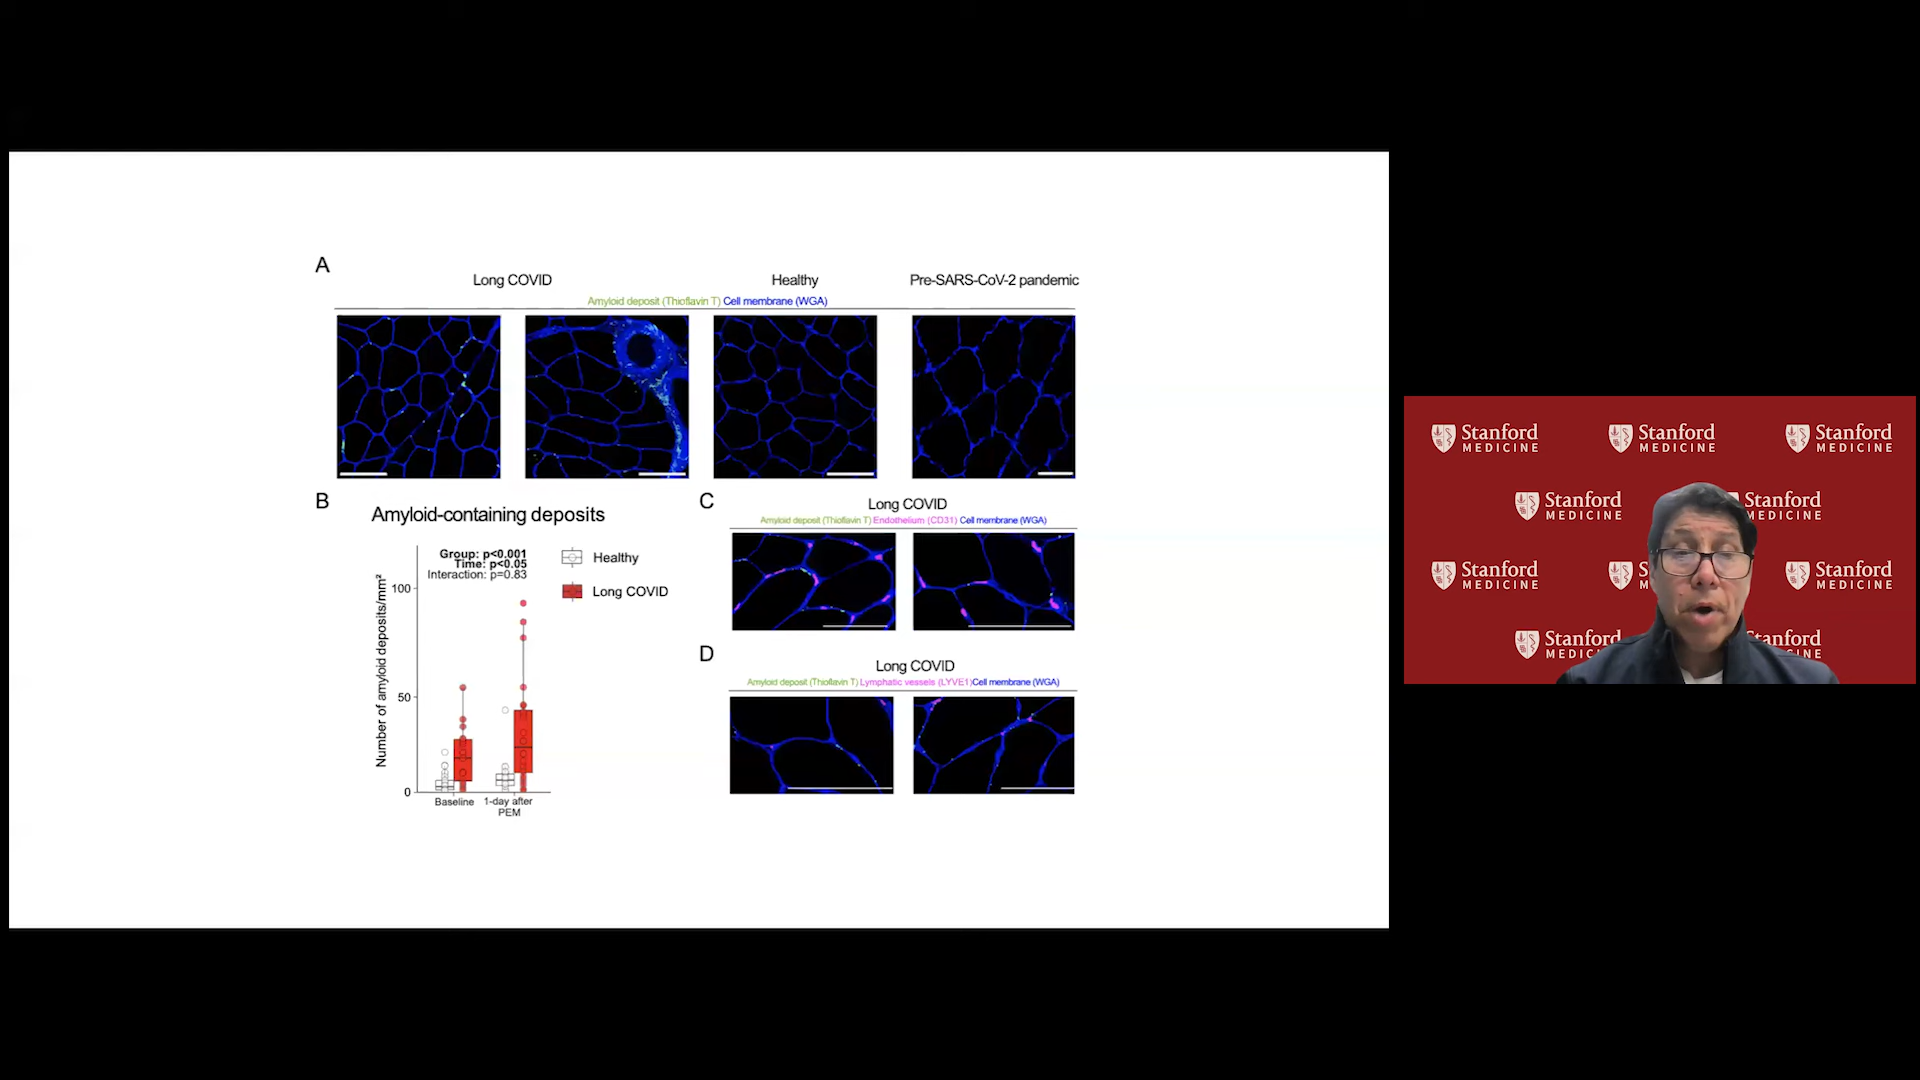 A
Long COVID
Healthy
Pre-SARS-CoV-2 pandemic
Amyloid deposit (Thioflavin T) Cell membrane (WGA)
B
Amyloid-containing deposits
Group: p<0.001
Time: p<0.05
Interaction: p=0.83
Healthy
Long COVID
Number of amyloid deposits/mm²
100
50
0
Baseline
1-day after
PEM
C
Long COVID
Amyloid deposit (Thioflavin T) Endothelium (CD31) Cell membrane (WGA)
D
Long COVID
Amyloid deposit (Thioflavin T) Lymphatic vessels (LYVE1)Cell membrane (WGA)
Stanford
MEDICINE
Stanford
MEDICINE
Stanford
MEDICINE
Stanford
MEDICINE
Stanford
MEDICINE
Stanford
MEDICINE
S
Stanford
MEDICINE
Stanford
MEDIC
tanford
MEDICINE